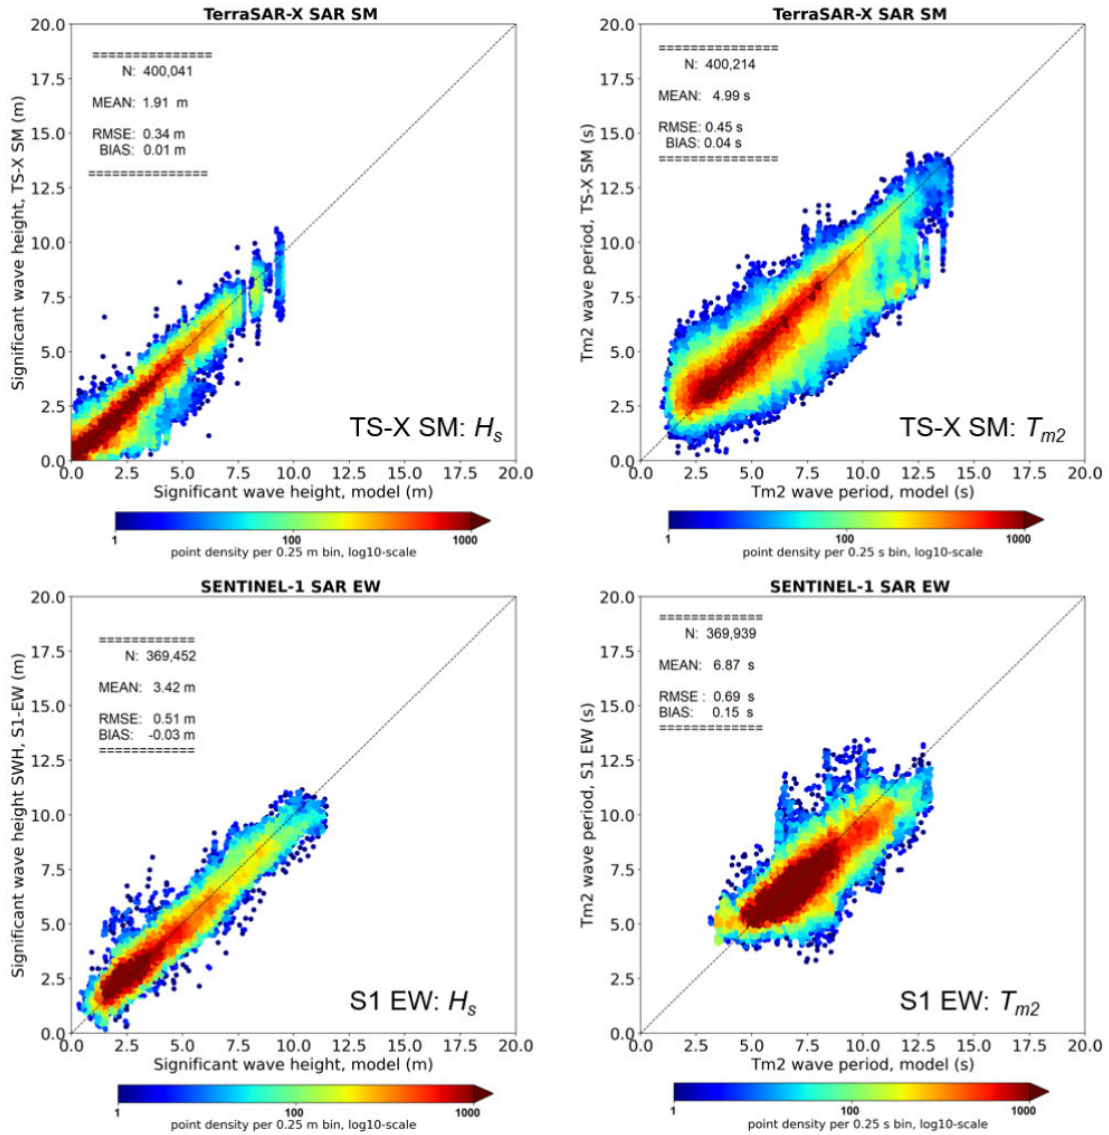 TerraSAR-X SAR SM
20.0
17.5
15.0
12.5
10.0
7.5
5.0
2.5
0.0
Significant wave height, TS-X SM (m)
===============
N: 400,041
MEAN: 1.91 m
RMSE: 0.34 m
BIAS: 0.01 m
===============
TS-X SM: Hs
0.0 2.5 5.0 7.5 10.0 12.5 15.0 17.5 20.0
Significant wave height, model (m)
1 100 1000
point density per 0.25 m bin, log10-scale
TerraSAR-X SAR SM
20.0
17.5
15.0
12.5
10.0
7.5
5.0
2.5
0.0
Tm2 wave period, TS-X SM (s)
===============
N: 400,214
MEAN: 4.99 s
RMSE: 0.45 s
BIAS: 0.04 s
===============
TS-X SM: Tm2
0.0 2.5 5.0 7.5 10.0 12.5 15.0 17.5 20.0
Tm2 wave period, model (s)
1 100 1000
point density per 0.25 s bin, log10-scale
SENTINEL-1 SAR EW
20.0
17.5
15.0
12.5
10.0
7.5
5.0
2.5
0.0
Significant wave height SWH, S1-EW (m)
============
N: 369,452
MEAN: 3.42 m
RMSE: 0.51 m
BIAS: -0.03 m
============
S1 EW: Hs
0.0 2.5 5.0 7.5 10.0 12.5 15.0 17.5 20.0
Significant wave height, model (m)
1 100 1000
point density per 0.25 m bin, log10-scale
SENTINEL-1 SAR EW
20.0
17.5
15.0
12.5
10.0
7.5
5.0
2.5
0.0
Tm2 wave period, S1 EW (s)
=============
N: 369,939
MEAN: 6.87 s
RMSE : 0.69 s
BIAS: 0.15 s
=============
S1 EW: Tm2
0.0 2.5 5.0 7.5 10.0 12.5 15.0 17.5 20.0
Tm2 wave period, model (s)
1 100 1000
point density per 0.25 s bin, log10-scale